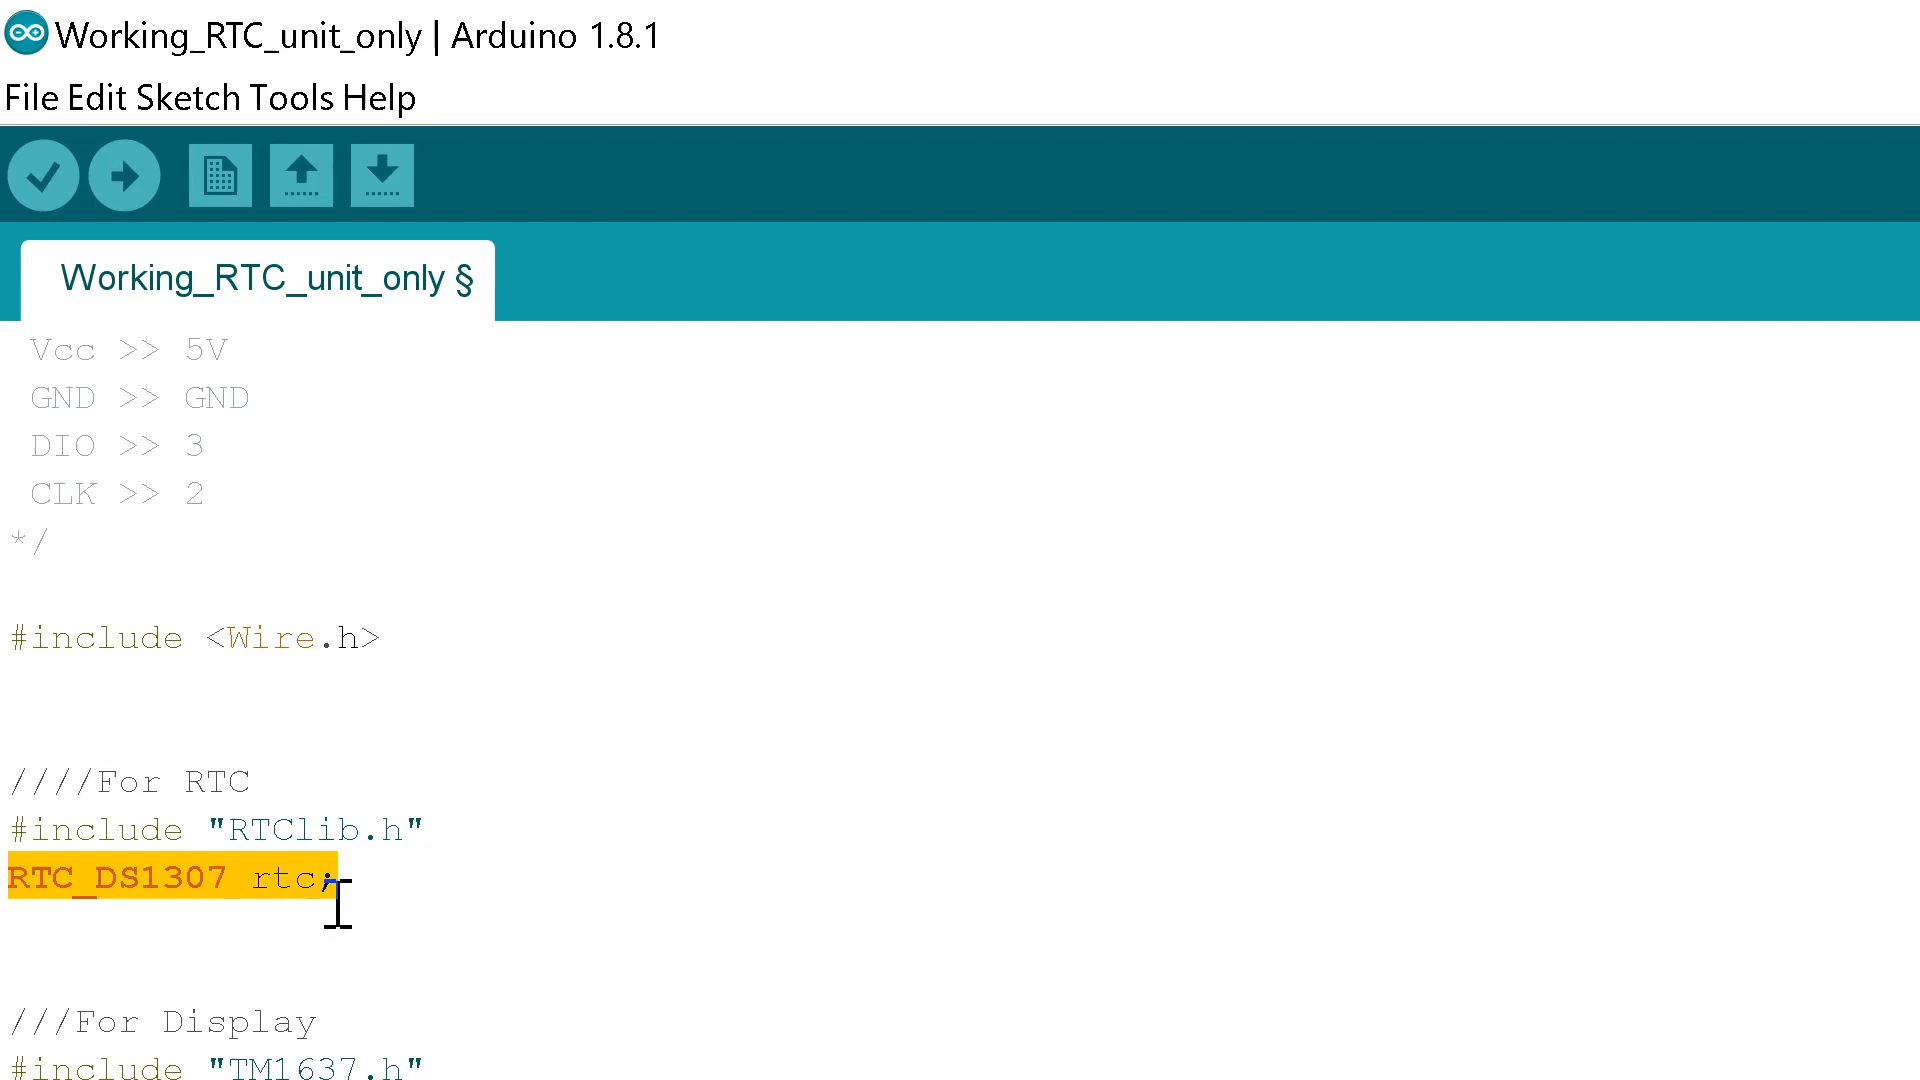 Working_RTC_unit_only | Arduino 1.8.1
File Edit Sketch Tools Help
Working_RTC_unit_only §
Vcc >> 5V
GND >> GND
DIO >> 3
CLK >> 2
*/
#include <Wire.h>
////For RTC
#include "RTClib.h"
RTC_DS1307 rtc;
///For Display
#include "TM1637.h"